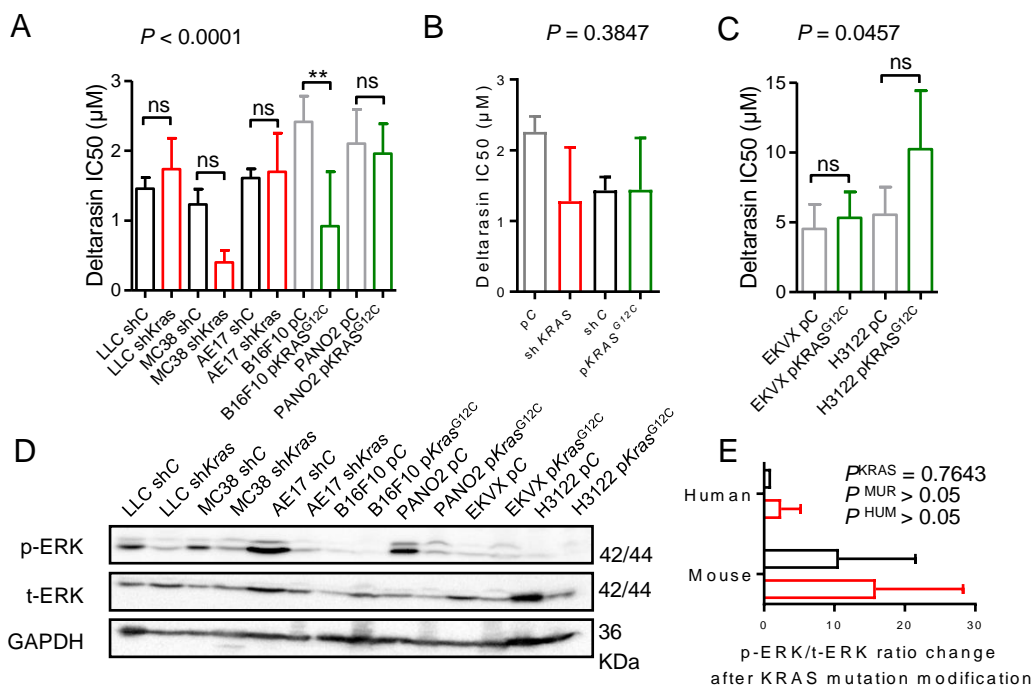 A
P < 0.0001
Deltarasin IC50 (µM)
3
2
1
0
ns
ns
ns
**
ns
LLC shC
LLC shKras
MC38 shC
MC38 shKras
AE17 shC
AE17 shKras
B16F10 pC
B16F10 pKRASG12C
PANO2 pC
PANO2 pKRASG12C
B
P = 0.3847
Deltarasin IC50 (µM)
3
2
1
0
pC
sh KRAS
shC
pKRAS G12C
C
P = 0.0457
Deltarasin IC50 (µM)
15
10
5
0
ns
ns
EKVX pC
EKVX pKRASG12C
H3122 pC
H3122 pKRASG12C
D
LLC shC
LLC shKras
MC38 shC
MC38 shKras
AE17 shC
AE17 shKras
B16F10 pC
B16F10 pKrasG12C
PANO2 pC
PANO2 pKrasG12C
EKVX pC
EKVX pKrasG12C
H3122 pC
H3122 pKrasG12C
p-ERK
42/44
t-ERK
42/44
GAPDH
36
KDa
E
PKRAS = 0.7643
P MUR > 0.05
P HUM > 0.05
Human
Mouse
0
10
20
30
p-ERK/t-ERK ratio change
after KRAS mutation modification